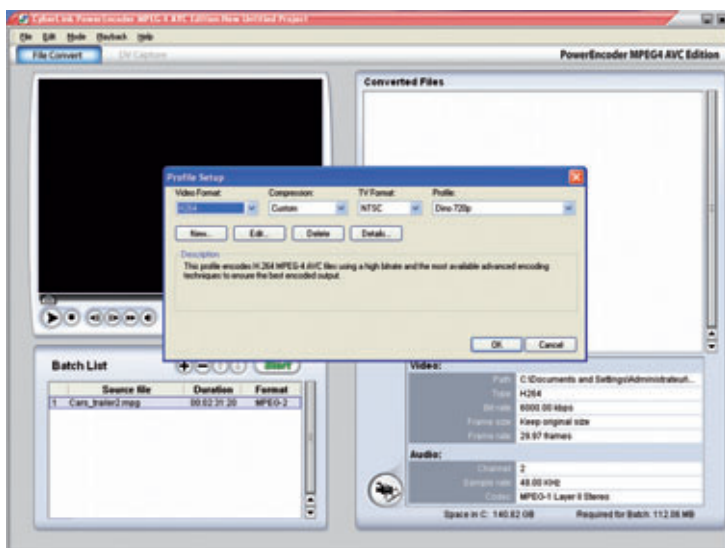 CyberLink PowerEncoder MPEG-4 AVC Edition-New Untitled Project
File Edit Mode Playback Help
File Convert DV Capture
PowerEncoder MPEG4 AVC Edition
Converted Files
Profile Setup
Video Format: Compression: TV Format: Profile:
H264 Custom NTSC Dino 720p
New... Edit... Delete Details...
Description
This profile encodes H.264 MPEG-4 AVC files using a high bitrate and the most available advanced encoding
techniques to ensure the best encoded output.
OK Cancel
Batch List
Start
Source file Duration Format
1 Cars_trailer2.mpg 00:02:31:20 MPEG-2
Video:
Path C:\Documents and Settings\Administrateur\...
Type H264
Bit rate 6000.00 kbps
Frame size Keep original size
Frame rate 29.97 frames
Audio:
Channel 2
Sample rate 48.00 KHz
Codec MPEG-1 Layer II Stereo
Space in C: 140.82 GB Required for Batch: 112.06 MB